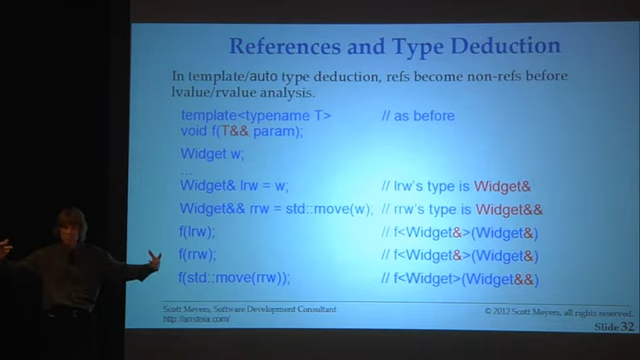 References and Type Deduction
In template/auto type deduction, refs become non-refs before
lvalue/rvalue analysis.
template<typename T> // as before
void f(T&& param);
Widget w;
...
Widget& lrw = w; // lrw's type is Widget&
Widget&& rrw = std::move(w); // rrw's type is Widget&&
f(lrw); // f<Widget&>(Widget&)
f(rrw); // f<Widget&>(Widget&)
f(std::move(rrw)); // f<Widget>(Widget&&)
Scott Meyers, Software Development Consultant © 2012 Scott Meyers, all rights reserved.
http://aristeia.com/ Slide 32